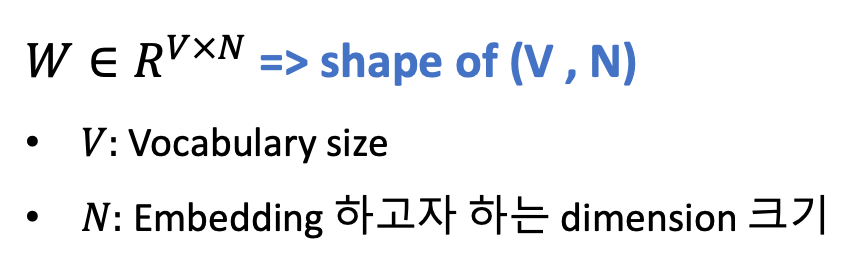 W ∈ R^{V×N} => shape of (V , N)
• V: Vocabulary size
• N: Embedding 하고자 하는 dimension 크기